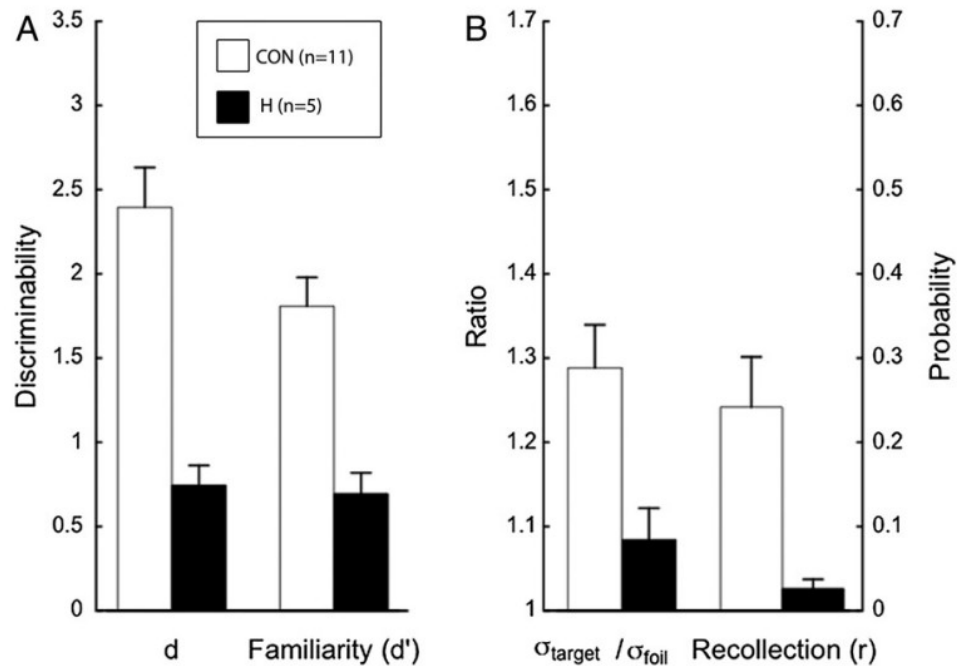 A
3.5
3
2.5
2
1.5
1
0.5
0
Discriminability
CON (n=11)
H (n=5)
d
Familiarity (d')
B
1.7
1.6
1.5
1.4
1.3
1.2
1.1
1
Ratio
0.7
0.6
0.5
0.4
0.3
0.2
0.1
0
Probability
σtarget /σfoil
Recollection (r)